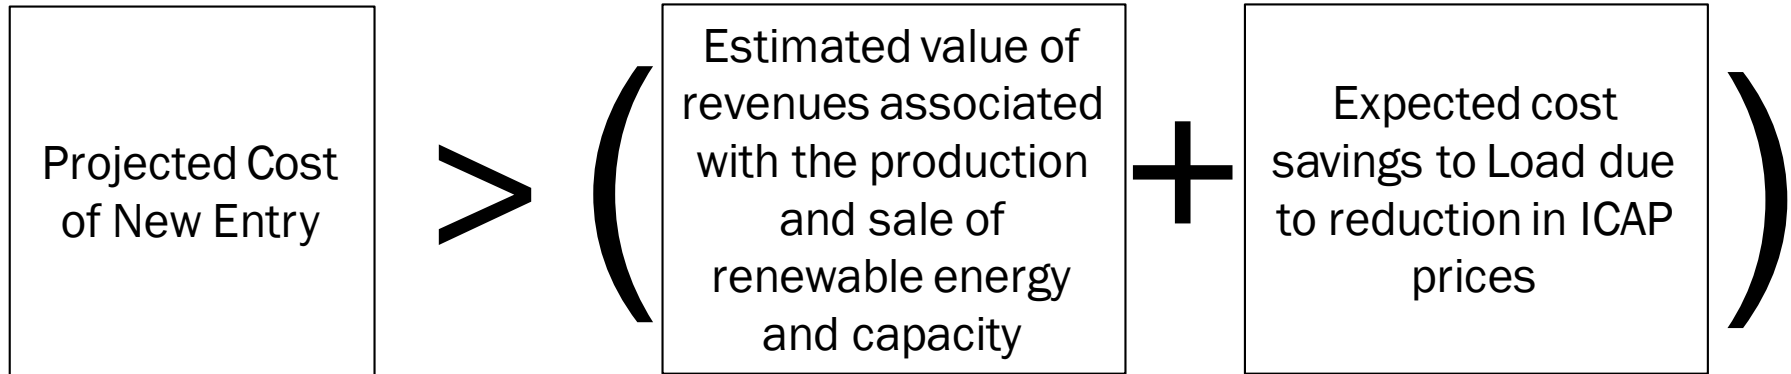 Projected Cost
of New Entry
>
(
Estimated value of
revenues associated
with the production
and sale of
renewable energy
and capacity
+
Expected cost
savings to Load due
to reduction in ICAP
prices
)